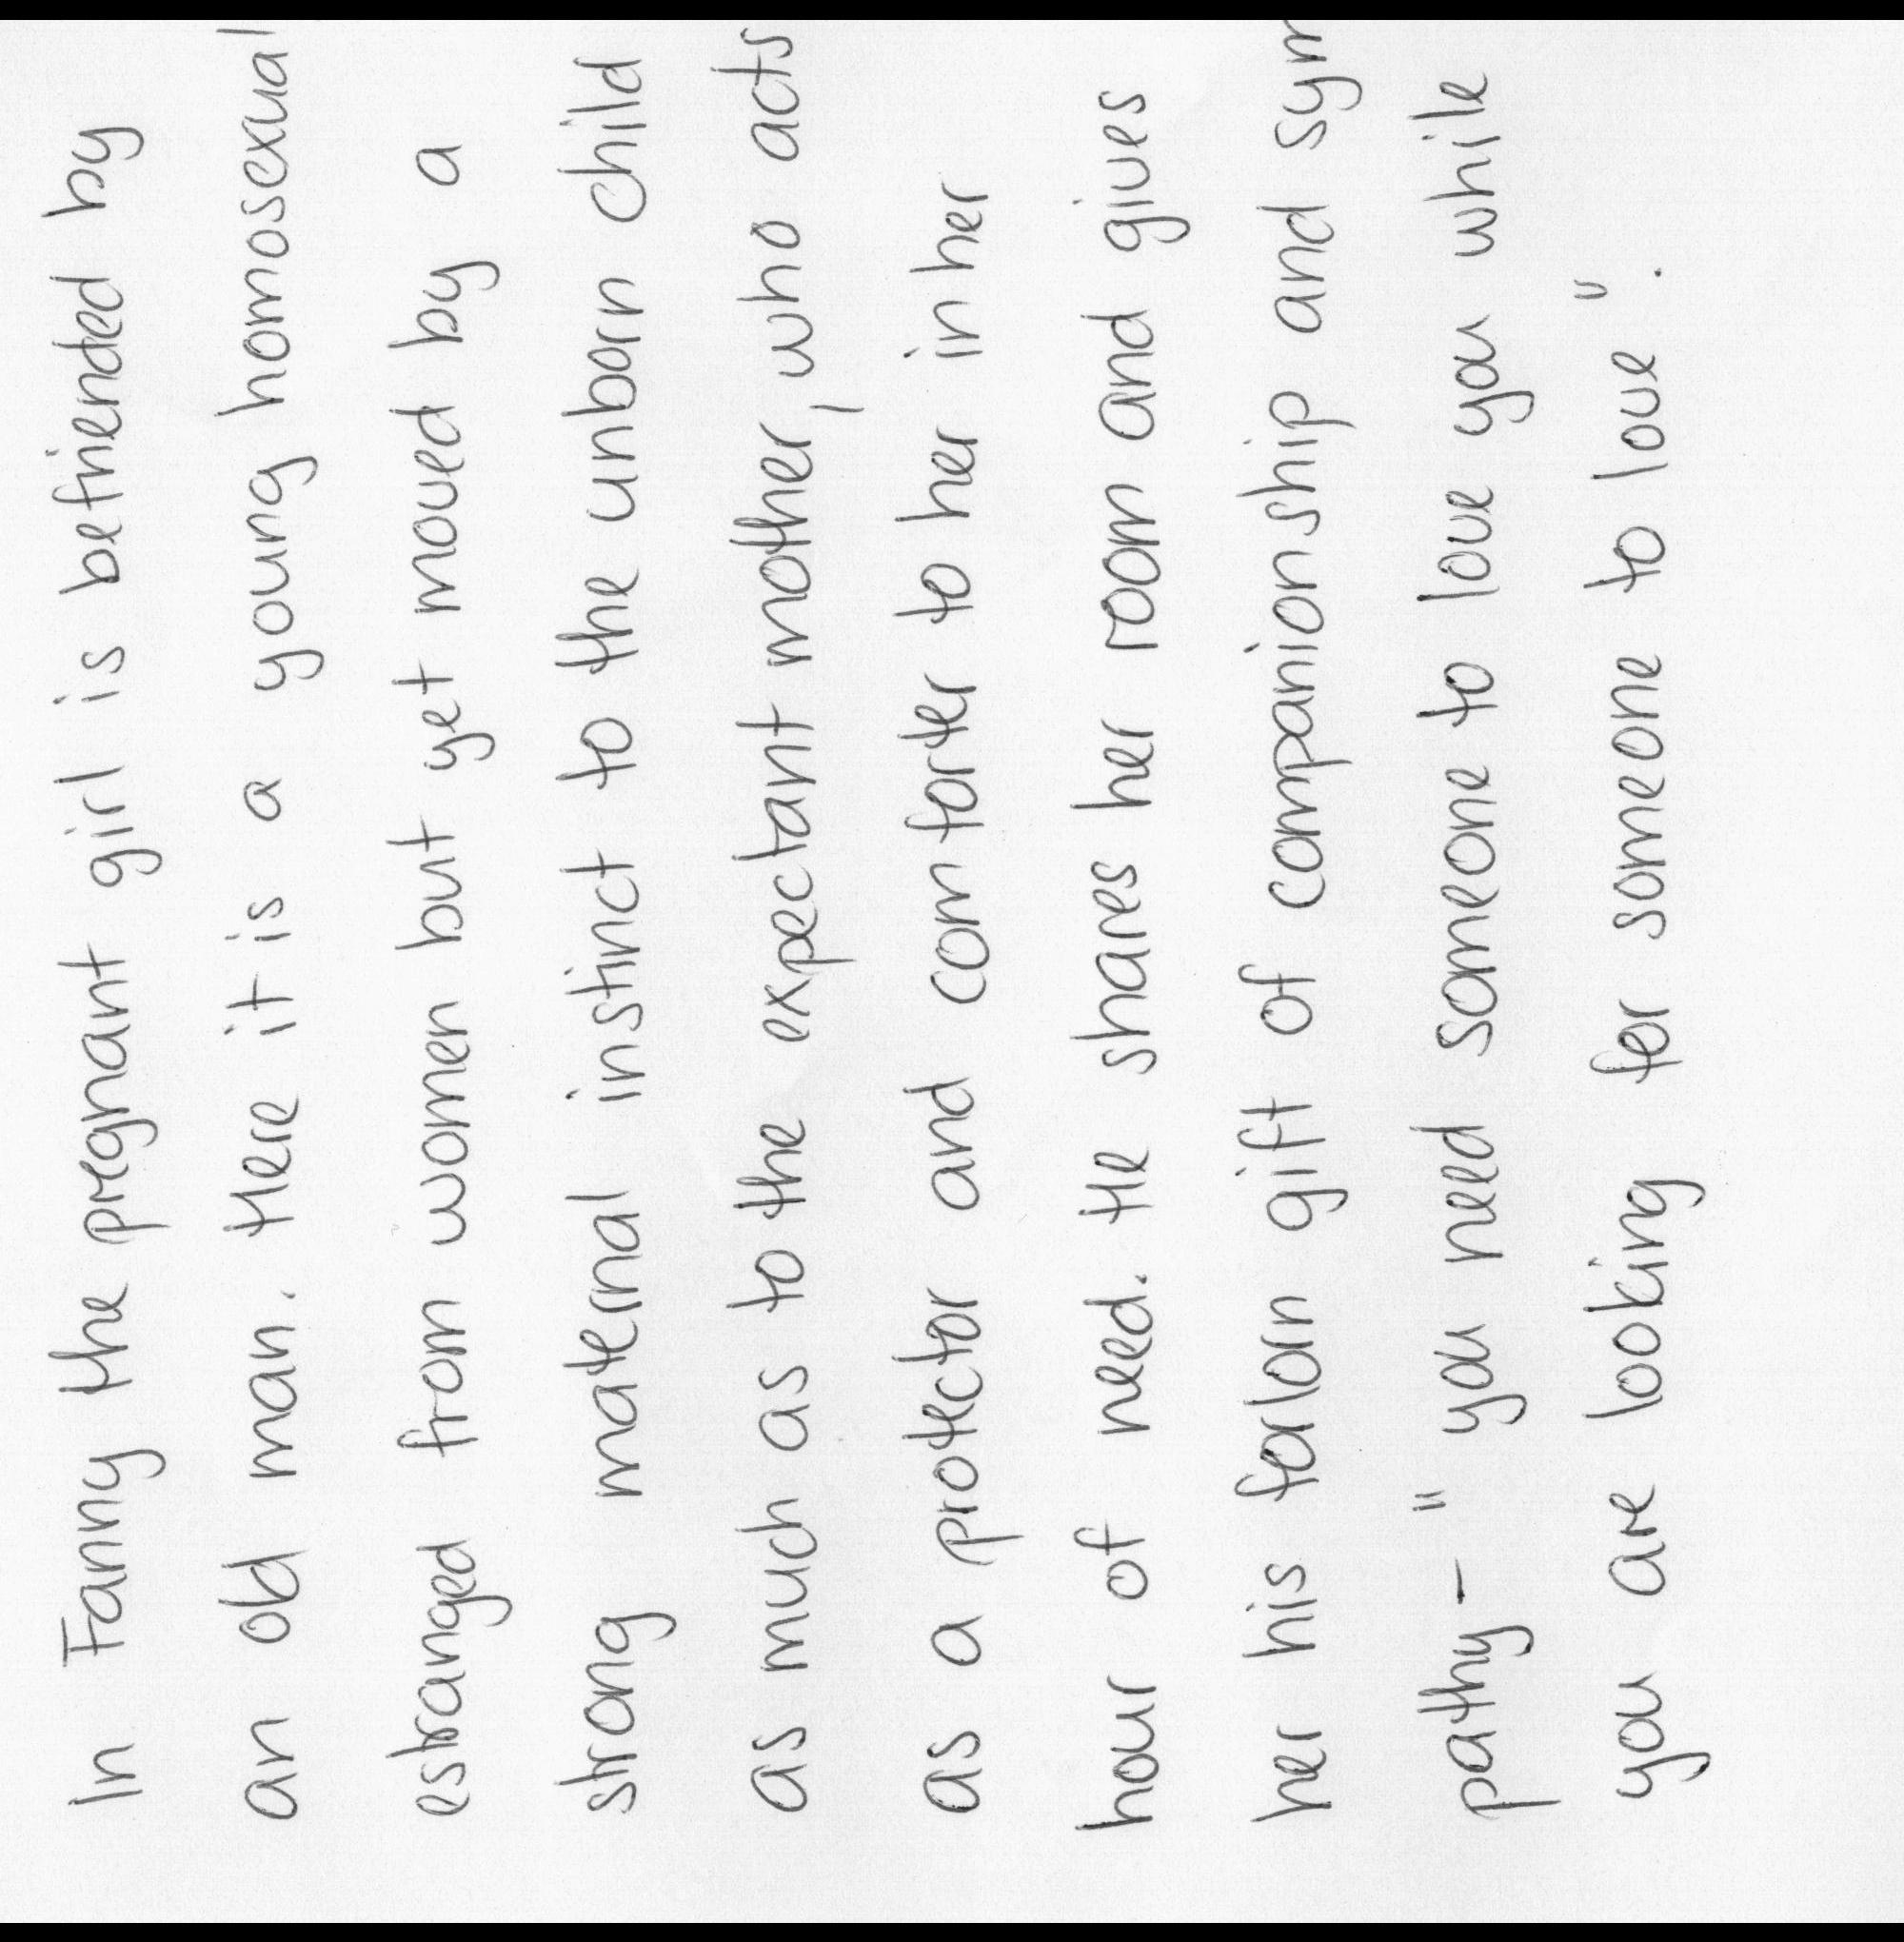 In Fanny the pregnant girl is befriended by
an old man. Here it is a young homosexual
estranged from women but yet moved by a
strong maternal instinct to the unborn child
as much as to the expectant mother, who acts
as a protector and comforter to her in her
hour of need. He shares her room and gives
her his forlorn gift of companionship and sym
pathy - "you need someone to love you while
you are looking for someone to love".